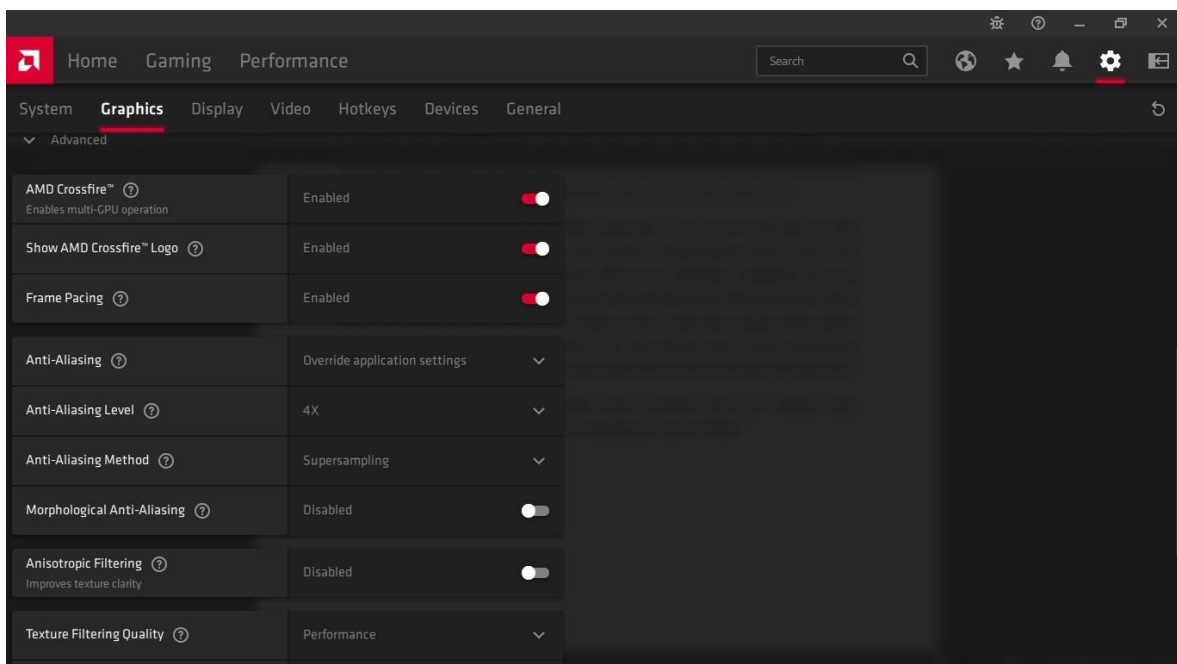 Home Gaming Performance Search
System Graphics Display Video Hotkeys Devices General
Advanced
AMD Crossfire™ Enabled
Enables multi-GPU operation
Show AMD Crossfire™ Logo Enabled
Frame Pacing Enabled
Anti-Aliasing Override application settings
Anti-Aliasing Level 4X
Anti-Aliasing Method Supersampling
Morphological Anti-Aliasing Disabled
Anisotropic Filtering Disabled
Improves texture clarity
Texture Filtering Quality Performance